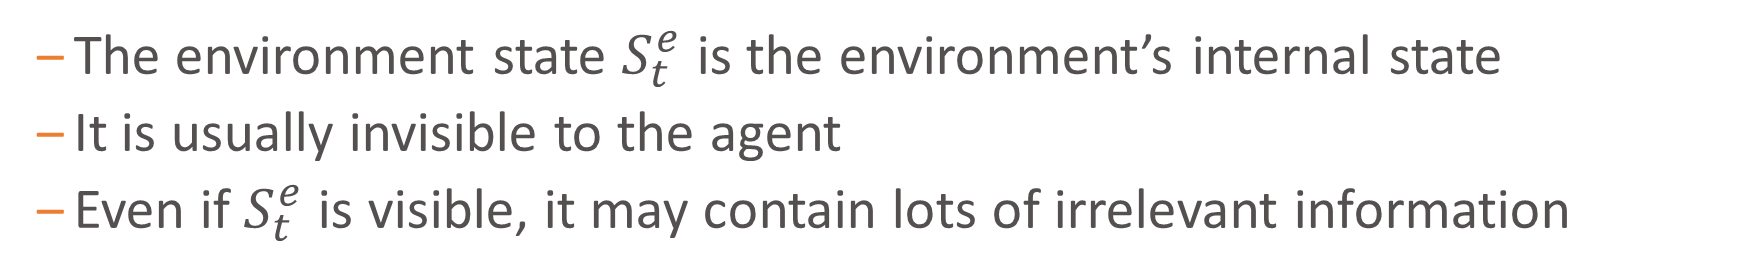 – The environment state $S_t^e$ is the environment’s internal state
– It is usually invisible to the agent
– Even if $S_t^e$ is visible, it may contain lots of irrelevant information